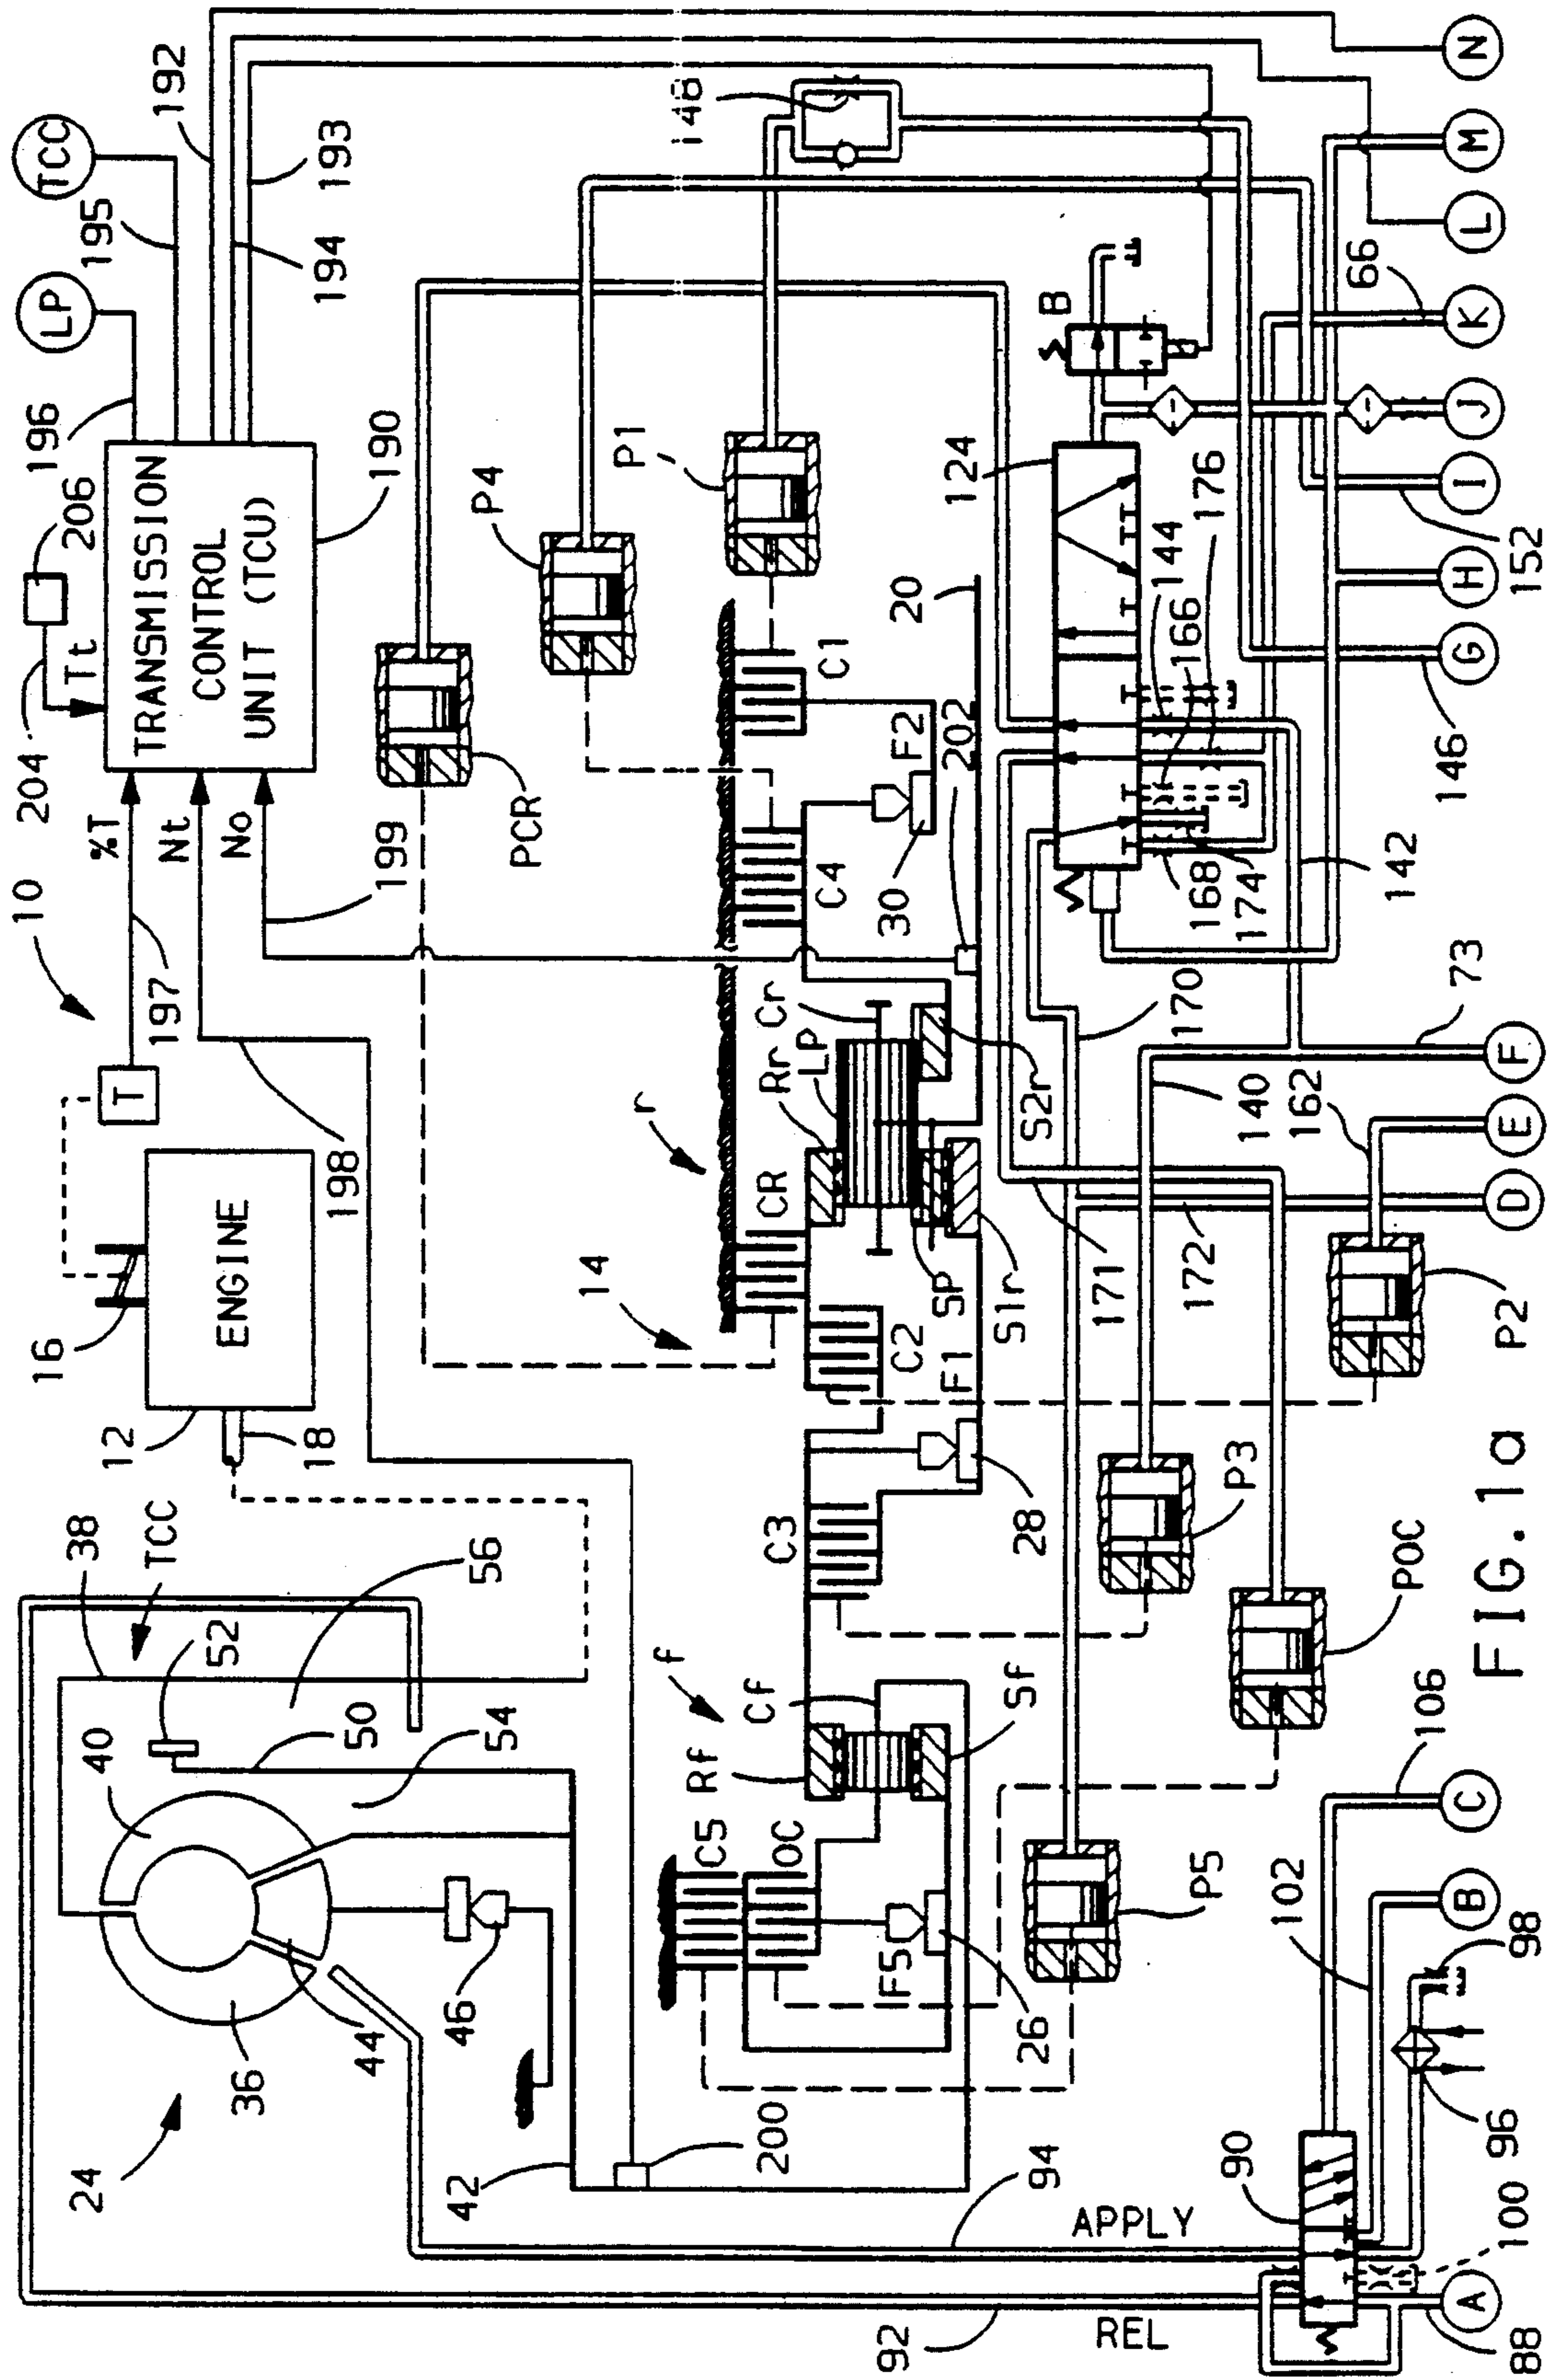 24
36
40
44
46
42
200
38
TCC
52
56
50
54
12
16
18
ENGINE
T
10
197
198
199
%T
Nt
No
Tt
204
206
TRANSMISSION
CONTROL
UNIT (TCU)
190
196
LP
195
TCC
192
194
193
C5
OC
F5
26
Rf
f
Cf
Sf
C3
28
F1
C2
14
CR
r
Rr
LP
Cr
SP
S1r
S2r
PCR
P4
P1
148
C4
C1
F2
30
202
20
92
REL
94
APPLY
90
100
96
98
102
106
88
P5
POC
P3
P2
171
172
140
162
170
73
142
168
174
166
144
176
124
B
146
152
66
A
B
C
D
E
F
G
H
I
J
K
L
M
N
FIG. 1a